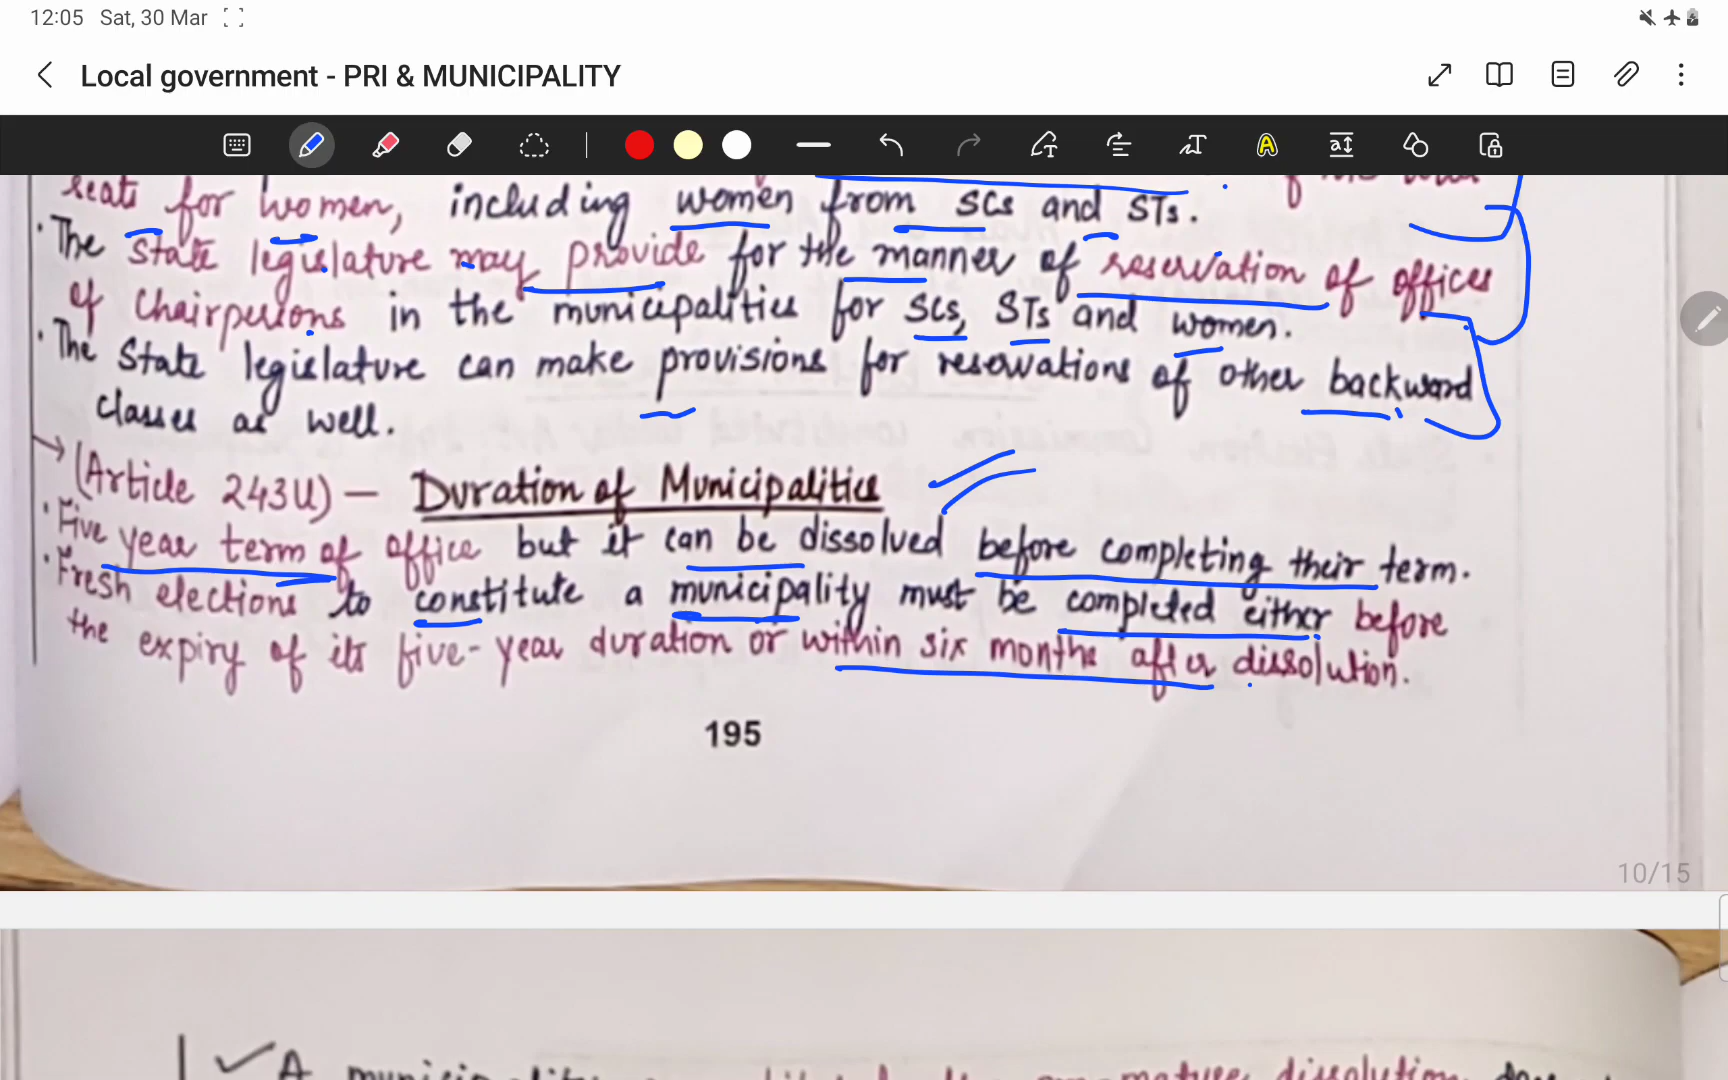 12:05 Sat, 30 Mar
Local government - PRI & MUNICIPALITY
seats for women, including women from SCs and STs.
• The State legislature may provide for the manner of reservation of offices
of Chairpersons in the municipalities for SCs, STs and women.
• The State legislature can make provisions for reservations of other backward
classes as well.
→ (Article 243U) — Duration of Municipalities
• Five year term of office but it can be dissolved before completing their term.
• Fresh elections to constitute a municipality must be completed either before
the expiry of its five-year duration or within six months after dissolution.
195
10/15
✓ A dissolution